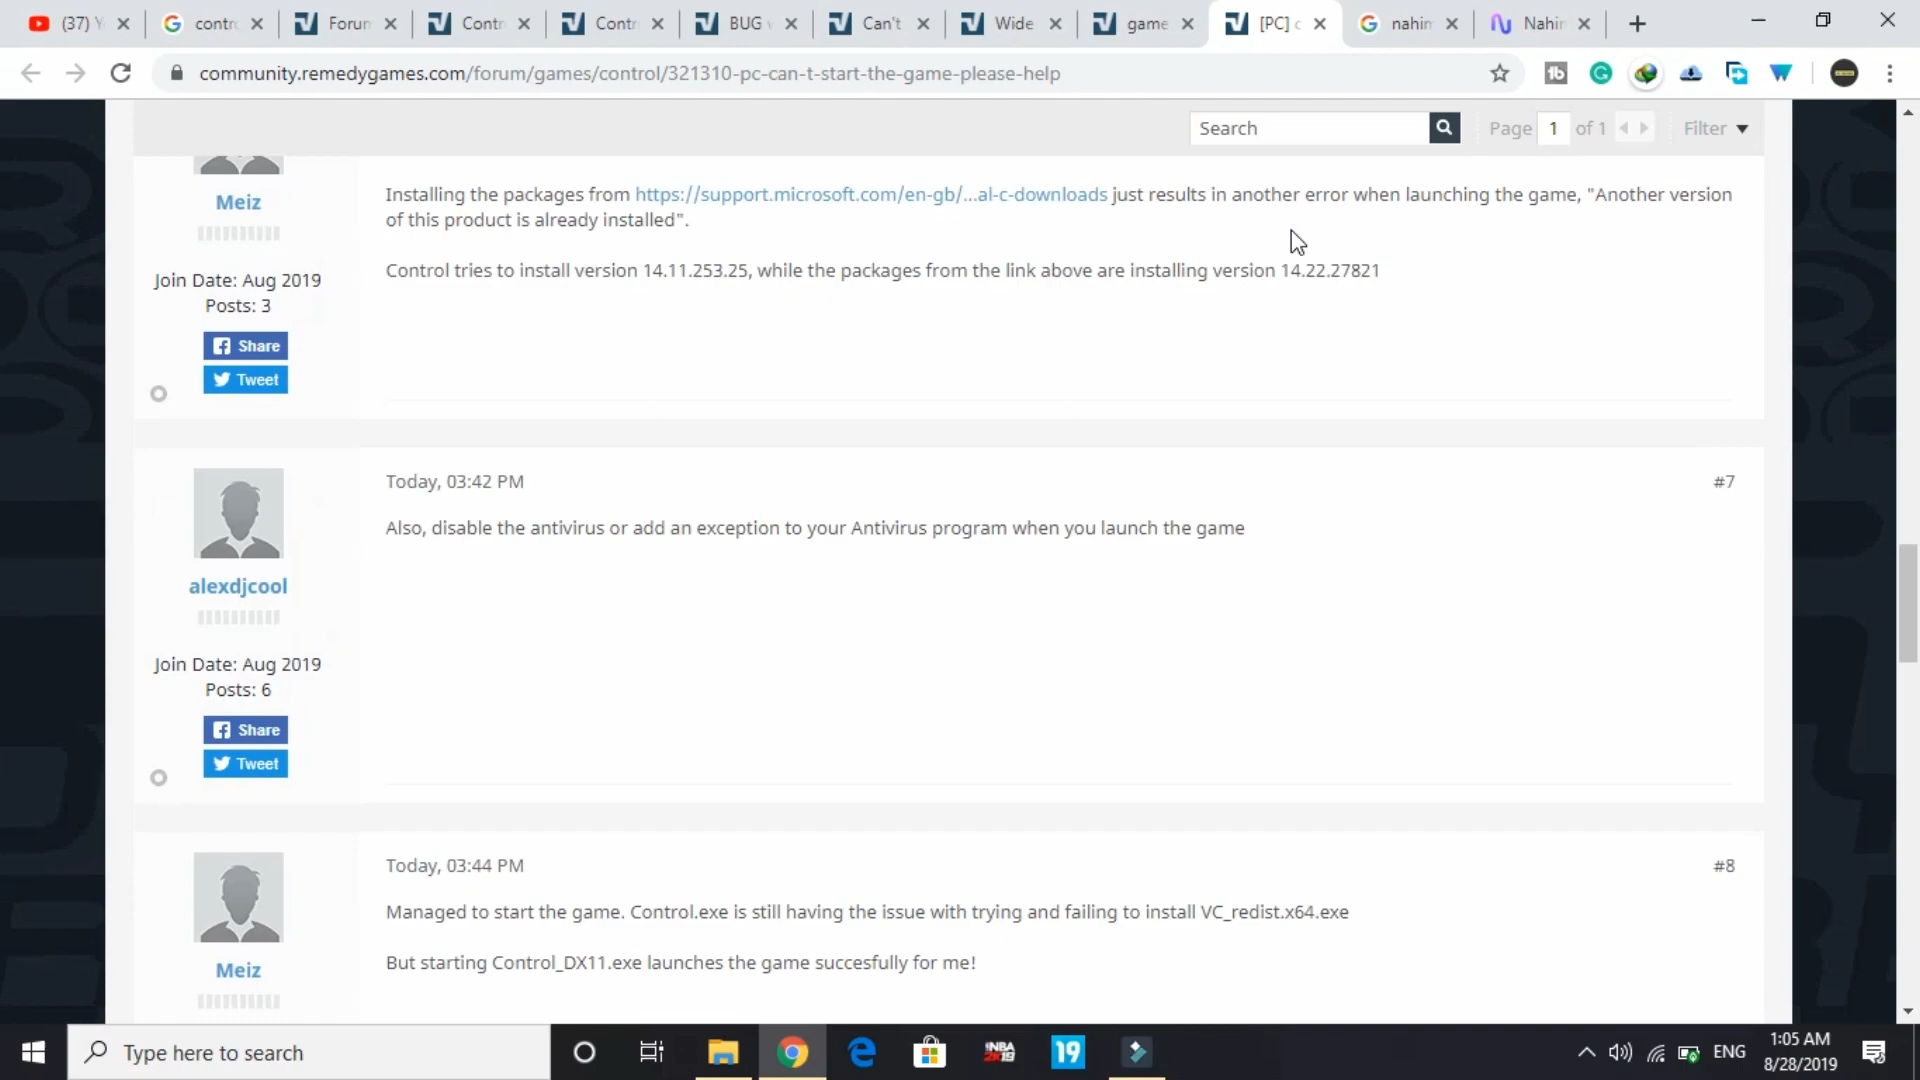 (37) Y
contro
Forum
Contr
Contr
BUG
Can't
Wide
game
[PC] c
nahim
Nahim
community.remedygames.com/forum/games/control/321310-pc-can-t-start-the-game-please-help
Search
Page 1 of 1
Filter
Meiz
Join Date: Aug 2019
Posts: 3
Share
Tweet
Installing the packages from https://support.microsoft.com/en-gb/...al-c-downloads just results in another error when launching the game, "Another version
of this product is already installed".
Control tries to install version 14.11.253.25, while the packages from the link above are installing version 14.22.27821
alexdjcool
Join Date: Aug 2019
Posts: 6
Share
Tweet
Today, 03:42 PM
#7
Also, disable the antivirus or add an exception to your Antivirus program when you launch the game
Meiz
Today, 03:44 PM
#8
Managed to start the game. Control.exe is still having the issue with trying and failing to install VC_redist.x64.exe
But starting Control_DX11.exe launches the game succesfully for me!
Type here to search
NBA
2K19
19
ENG
1:05 AM
8/28/2019